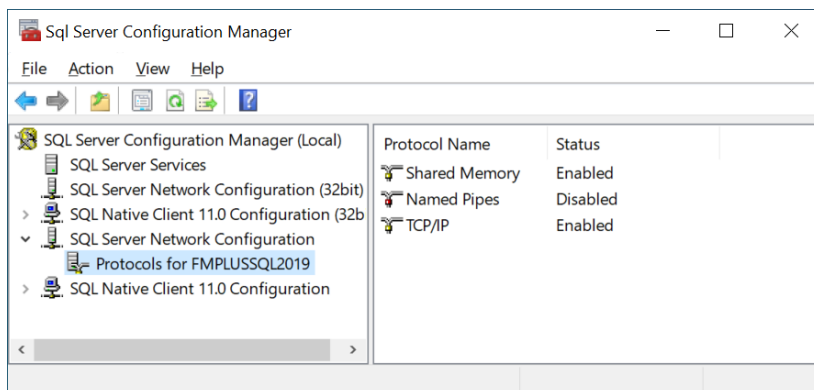 Sql Server Configuration Manager
File Action View Help
SQL Server Configuration Manager (Local)
SQL Server Services
SQL Server Network Configuration (32bit)
SQL Native Client 11.0 Configuration (32b
SQL Server Network Configuration
Protocols for FMPLUSSQL2019
SQL Native Client 11.0 Configuration
Protocol Name Status
Shared Memory Enabled
Named Pipes Disabled
TCP/IP Enabled